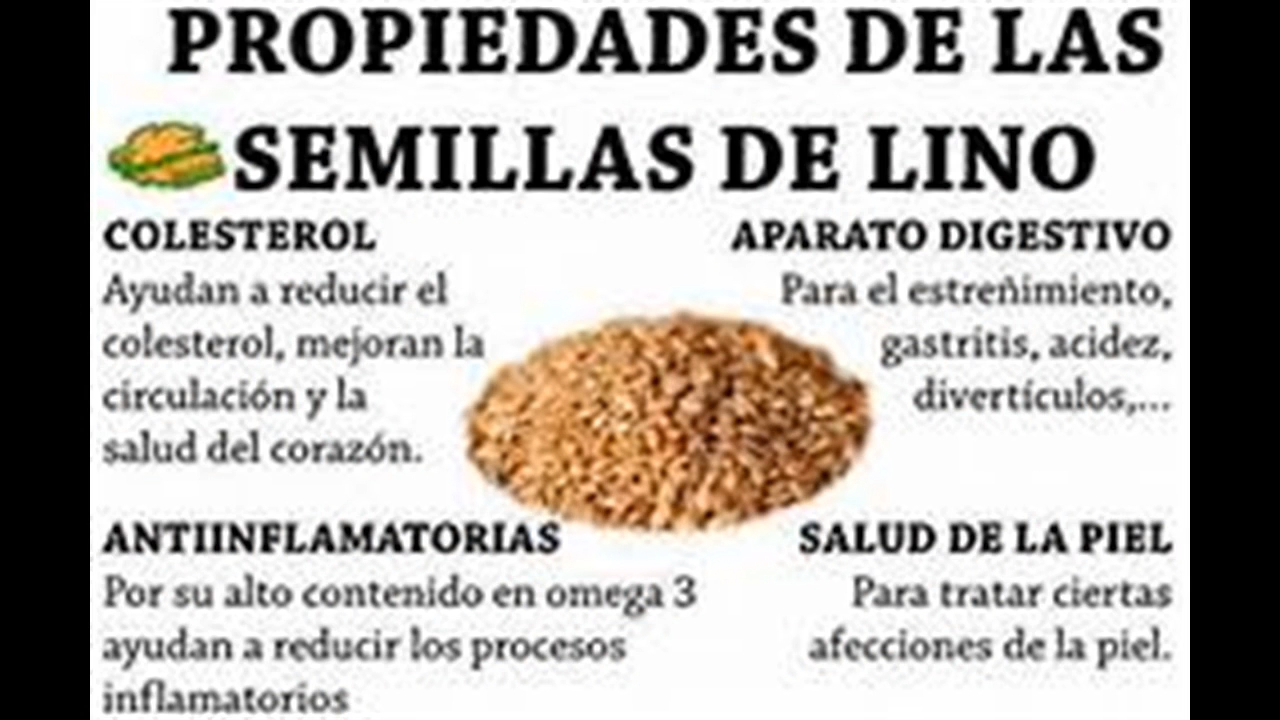 PROPIEDADES DE LAS
SEMILLAS DE LINO
COLESTEROL
Ayudan a reducir el
colesterol, mejoran la
circulación y la
salud del corazón.
APARATO DIGESTIVO
Para el estreñimiento,
gastritis, acidez,
divertículos,...
ANTIINFLAMATORIAS
Por su alto contenido en omega 3
ayudan a reducir los procesos
inflamatorios
SALUD DE LA PIEL
Para tratar ciertas
afecciones de la piel.